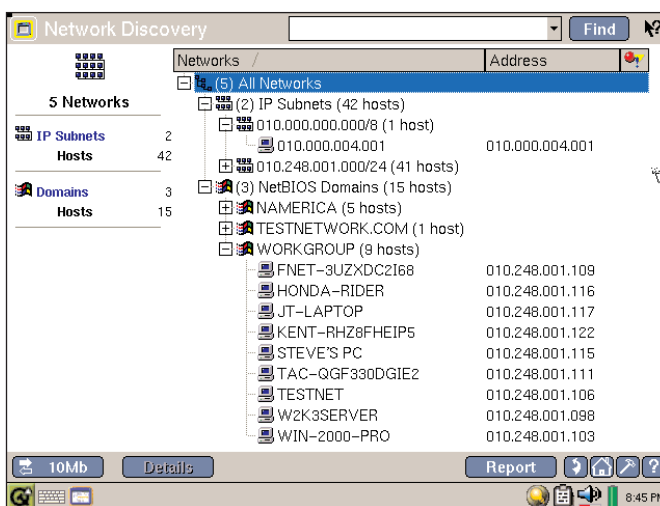 Network Discovery Find
Networks / Address
5 Networks
IP Subnets 2
Hosts 42
Domains 3
Hosts 15
(5) All Networks
(2) IP Subnets (42 hosts)
010.000.000.000/8 (1 host)
010.000.004.001 010.000.004.001
010.248.001.000/24 (41 hosts)
(3) NetBIOS Domains (15 hosts)
NAMERICA (5 hosts)
TESTNETWORK.COM (1 host)
WORKGROUP (9 hosts)
FNET-3UZXDC2I68 010.248.001.109
HONDA-RIDER 010.248.001.116
JT-LAPTOP 010.248.001.117
KENT-RHZ8FHEIP5 010.248.001.122
STEVE'S PC 010.248.001.115
TAC-QGF330DGIE2 010.248.001.111
TESTNET 010.248.001.106
W2K3SERVER 010.248.001.098
WIN-2000-PRO 010.248.001.103
10Mb Details Report ?
8:45 PM